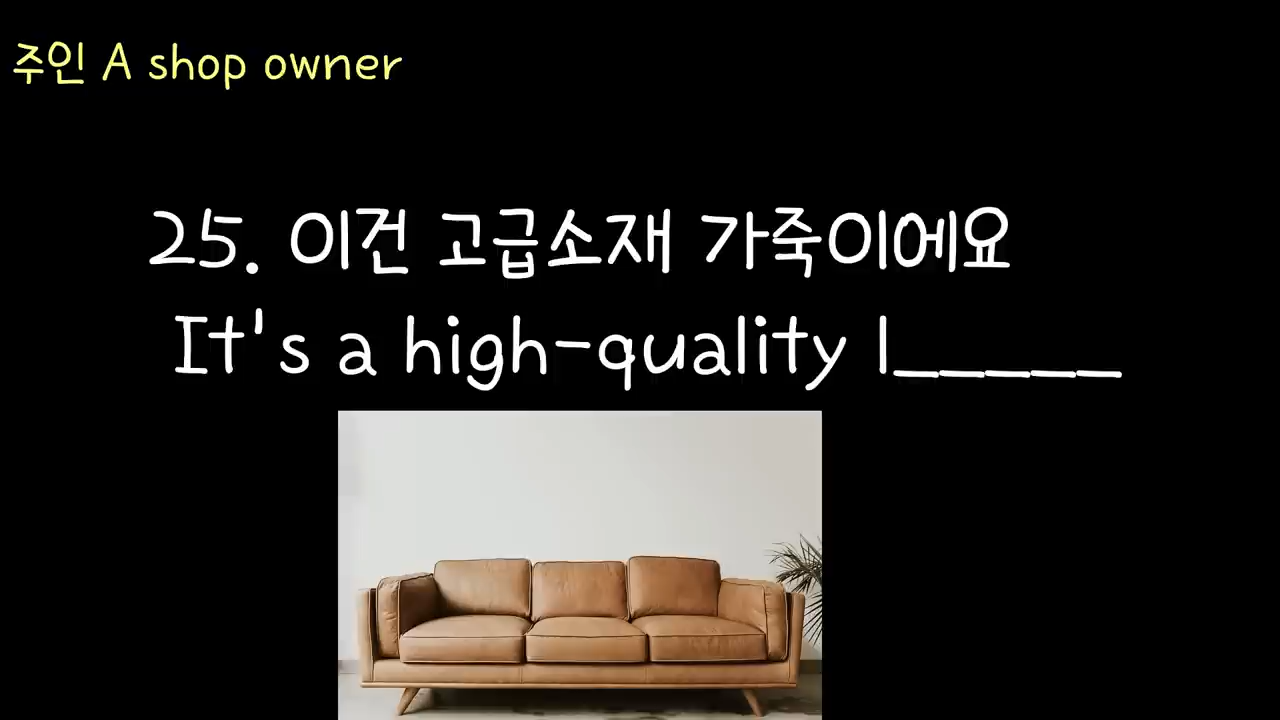 주인 A shop owner
25. 이건 고급소재 가죽이에요
It's a high-quality l_____